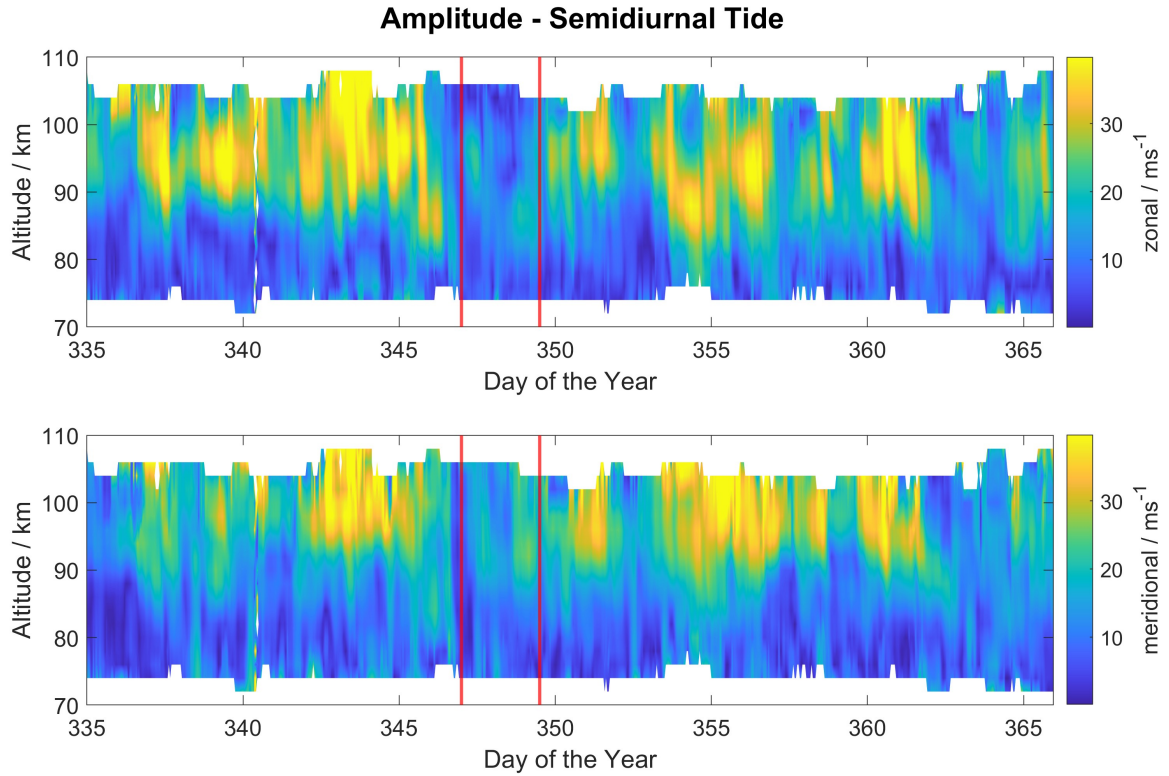 Amplitude - Semidiurnal Tide
110
100
90
80
70
Altitude / km
335 340 345 350 355 360 365
Day of the Year
30
20
10
zonal / ms-1
110
100
90
80
70
Altitude / km
335 340 345 350 355 360 365
Day of the Year
30
20
10
meridional / ms-1